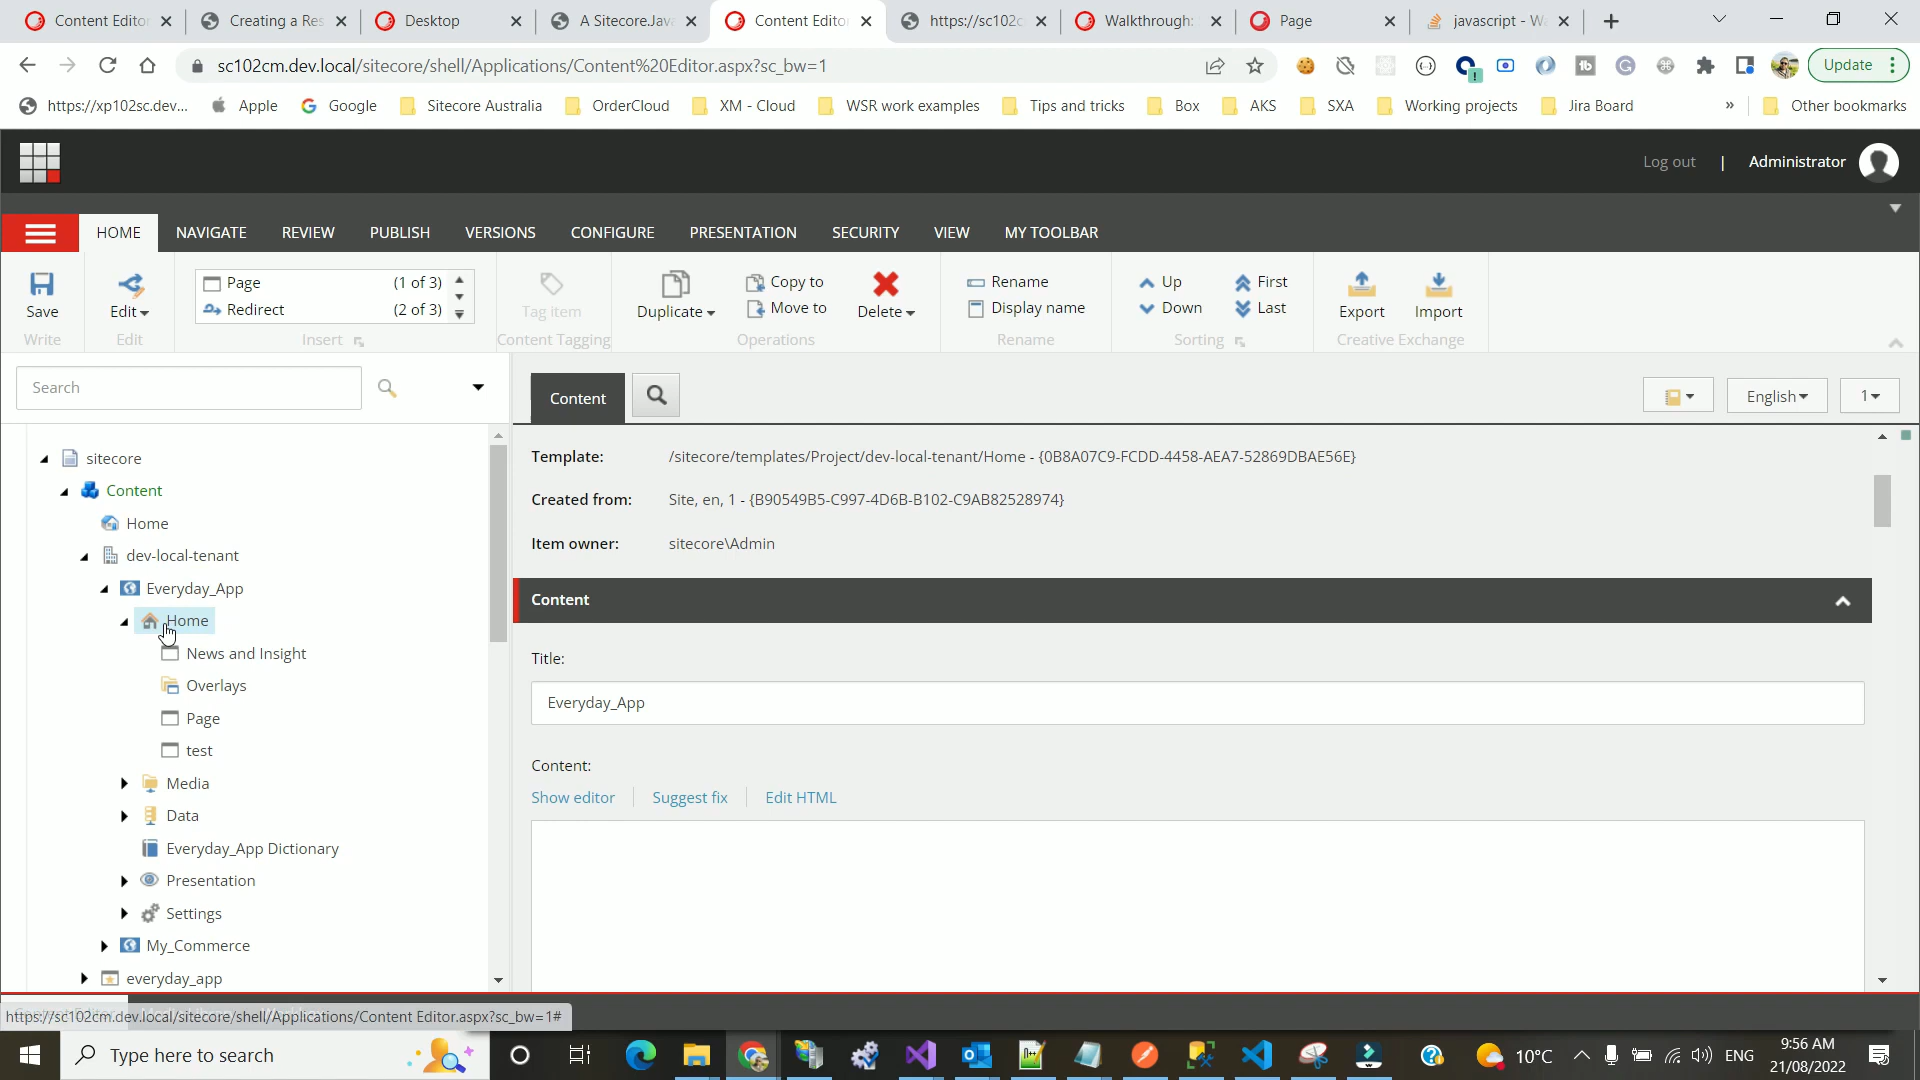 Content Editor
Creating a Res
Desktop
A Sitecore.Java
Content Editor
https://sc102c
Walkthrough:
Page
javascript - W
sc102cm.dev.local/sitecore/shell/Applications/Content%20Editor.aspx?sc_bw=1
Update
https://xp102sc.dev...
Apple
Google
Sitecore Australia
OrderCloud
XM - Cloud
WSR work examples
Tips and tricks
Box
AKS
SXA
Working projects
Jira Board
»
Other bookmarks
Log out
|
Administrator
HOME
NAVIGATE
REVIEW
PUBLISH
VERSIONS
CONFIGURE
PRESENTATION
SECURITY
VIEW
MY TOOLBAR
Save
Write
Edit
Edit
Page (1 of 3)
Redirect (2 of 3)
Insert
Tag item
Content Tagging
Duplicate
Copy to
Move to
Delete
Operations
Rename
Display name
Rename
Up
Down
First
Last
Sorting
Export
Import
Creative Exchange
Search
Content
English
1
sitecore
Content
Home
dev-local-tenant
Everyday_App
Home
News and Insight
Overlays
Page
test
Media
Data
Everyday_App Dictionary
Presentation
Settings
My_Commerce
everyday_app
Template: /sitecore/templates/Project/dev-local-tenant/Home - {0B8A07C9-FCDD-4458-AEA7-52869DBAE56E}
Created from: Site, en, 1 - {B90549B5-C997-4D6B-B102-C9AB82528974}
Item owner: sitecore\Admin
Content
Title:
Everyday_App
Content:
Show editor
Suggest fix
Edit HTML
https://sc102cm.dev.local/sitecore/shell/Applications/Content Editor.aspx?sc_bw=1#
Type here to search
10°C
ENG
9:56 AM
21/08/2022